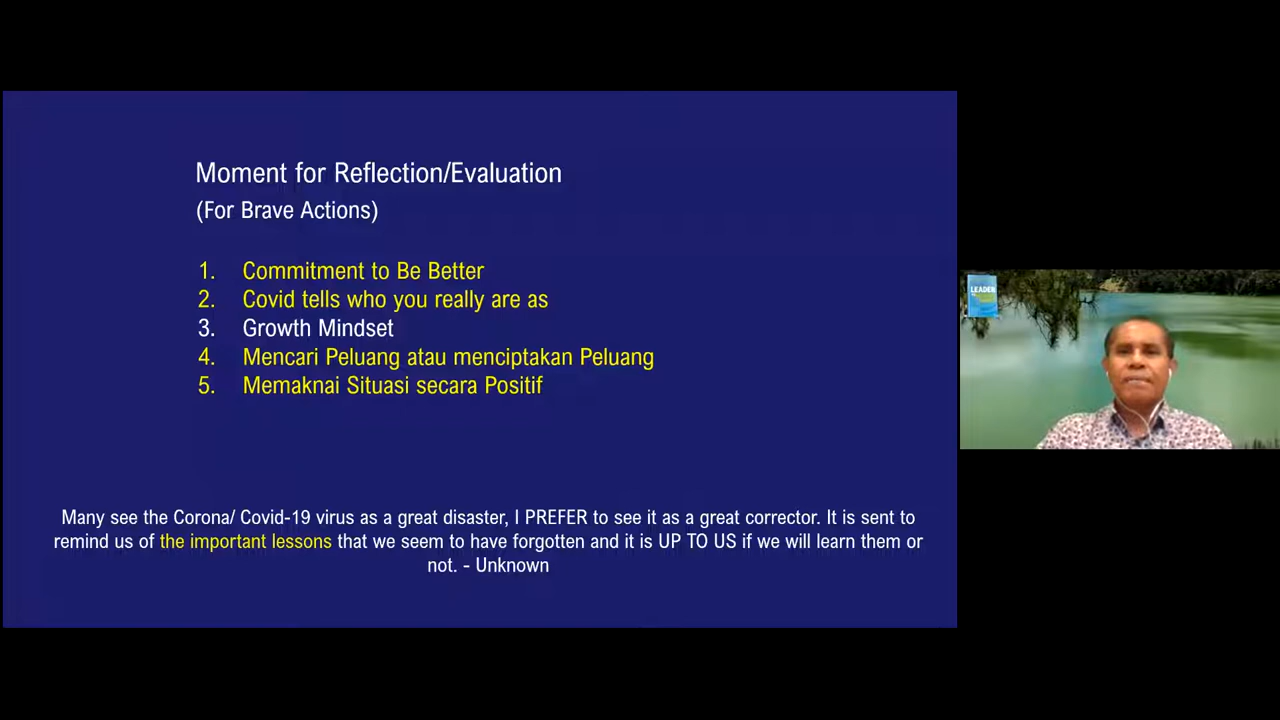 Moment for Reflection/Evaluation
(For Brave Actions)
1. Commitment to Be Better
2. Covid tells who you really are as
3. Growth Mindset
4. Mencari Peluang atau menciptakan Peluang
5. Memaknai Situasi secara Positif
Many see the Corona/ Covid-19 virus as a great disaster, I PREFER to see it as a great corrector. It is sent to
remind us of the important lessons that we seem to have forgotten and it is UP TO US if we will learn them or
not. - Unknown
LEADER